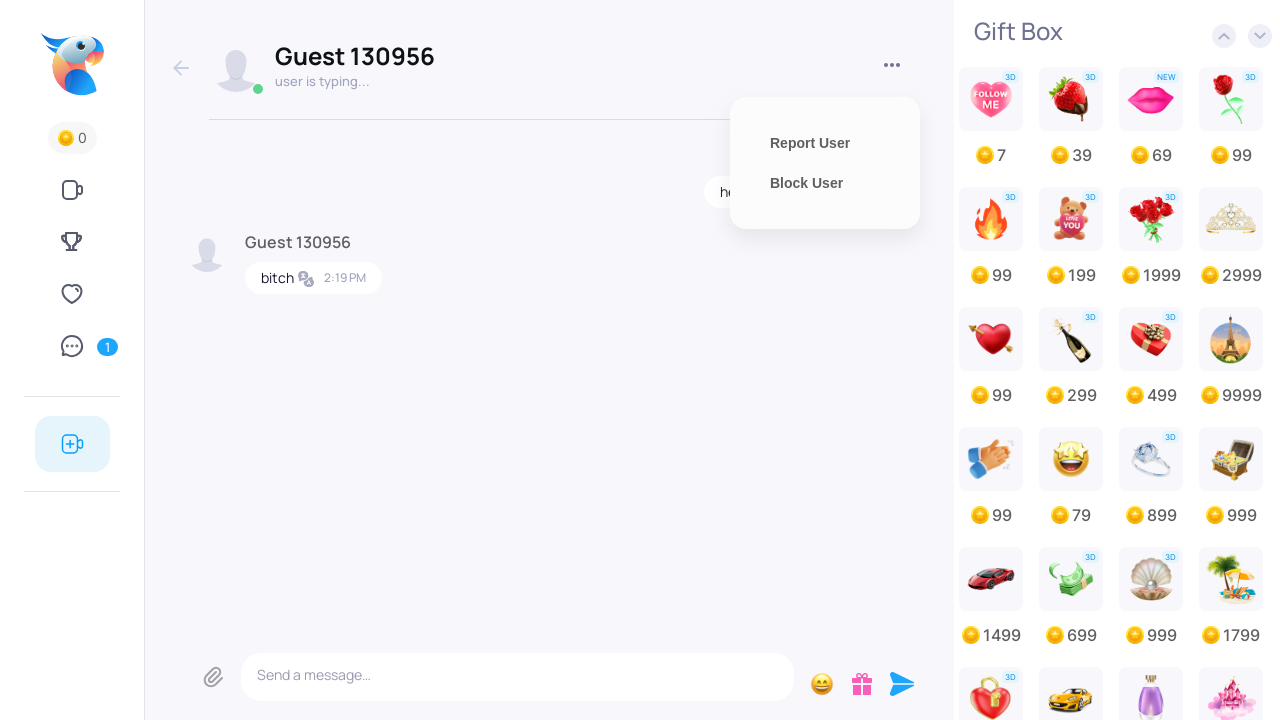 0
1
Guest 130956
user is typing...
Report User
Block User
he
Guest 130956
bitch
2:19 PM
Send a message...
Gift Box
3D
3D
NEW
3D
FOLLOW
ME
7
39
69
99
3D
3D
3D
LOVE
YOU
99
199
1999
2999
3D
3D
99
299
499
9999
3D
99
79
899
999
3D
3D
1499
699
999
1799
3D